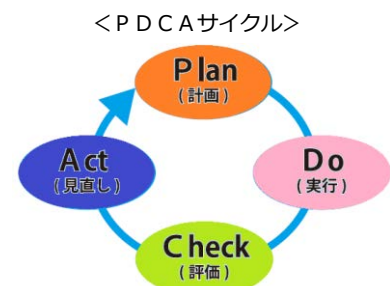 ＜ＰＤＣＡサイクル＞
Plan
(計画)
Do
(実行)
Check
(評価)
Act
(見直し)